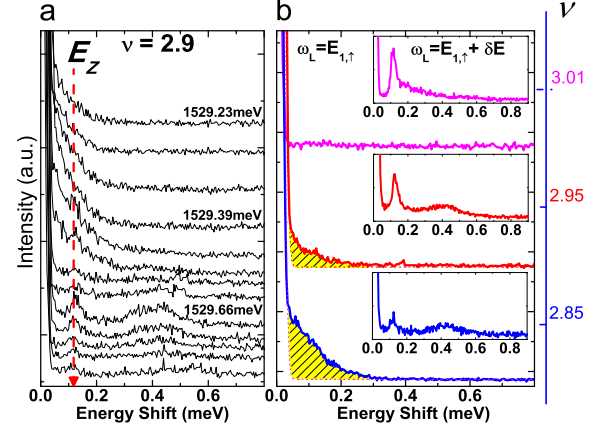 a
b
ν
E_Z
ν = 2.9
1529.23meV
1529.39meV
1529.66meV
Intensity (a.u.)
0.0 0.2 0.4 0.6
Energy Shift (meV)
ω_L=E_1,↑
ω_L=E_1,↑ + δE
0.0 0.2 0.4 0.6 0.8
3.01
0.0 0.2 0.4 0.6 0.8
2.95
0.0 0.2 0.4 0.6 0.8
2.85
0.0 0.2 0.4 0.6
Energy Shift (meV)